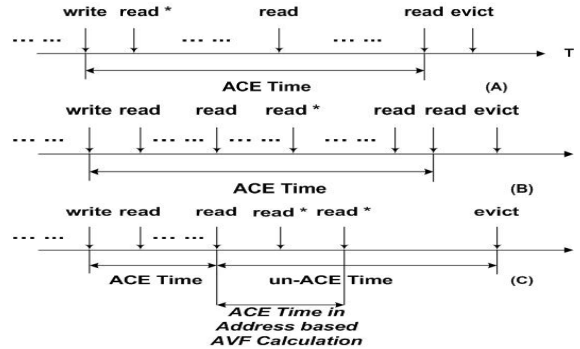 write read * read read evict
... ... ... ... ... ... T
ACE Time (A)
write read read read * read read evict
... ... ... ... ... ...
ACE Time (B)
write read read read * read * evict
... ... ... ...
ACE Time un-ACE Time (C)
ACE Time in
Address based
AVF Calculation